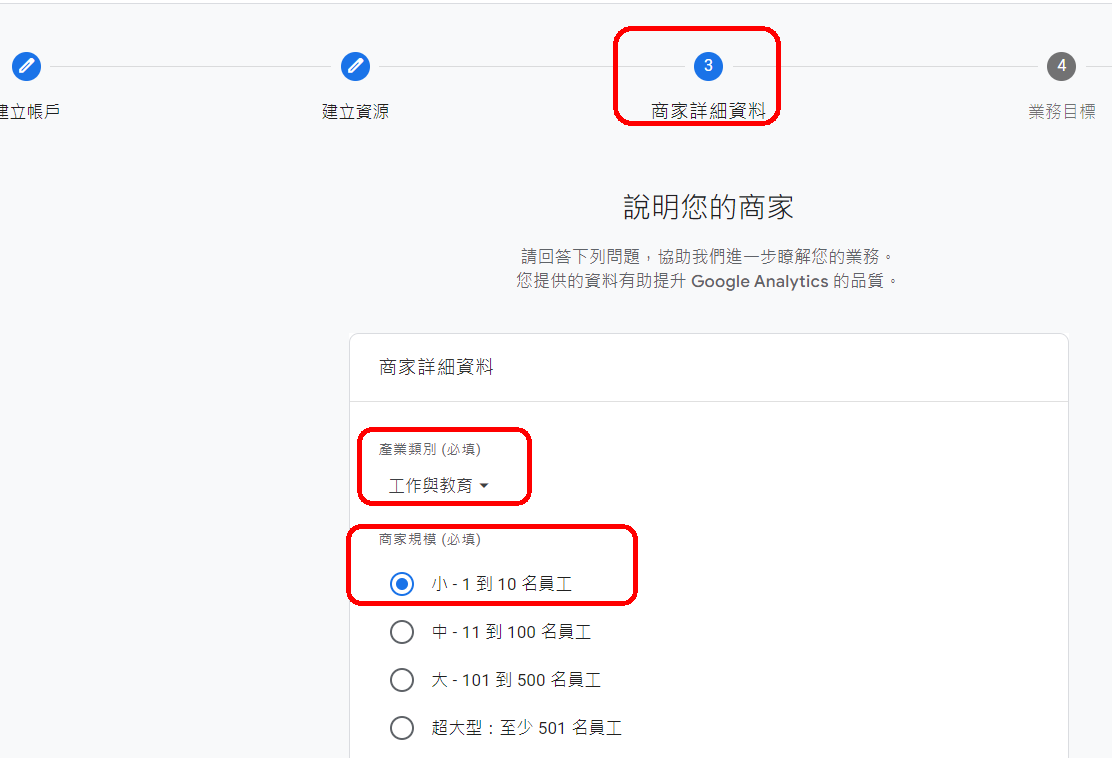 3
4
建立帳戶
建立資源
商家詳細資料
業務目標
說明您的商家
請回答下列問題，協助我們進一步瞭解您的業務。
您提供的資料有助提升 Google Analytics 的品質。
商家詳細資料
產業類別 (必填)
工作與教育
商家規模 (必填)
小 - 1 到 10 名員工
中 - 11 到 100 名員工
大 - 101 到 500 名員工
超大型：至少 501 名員工